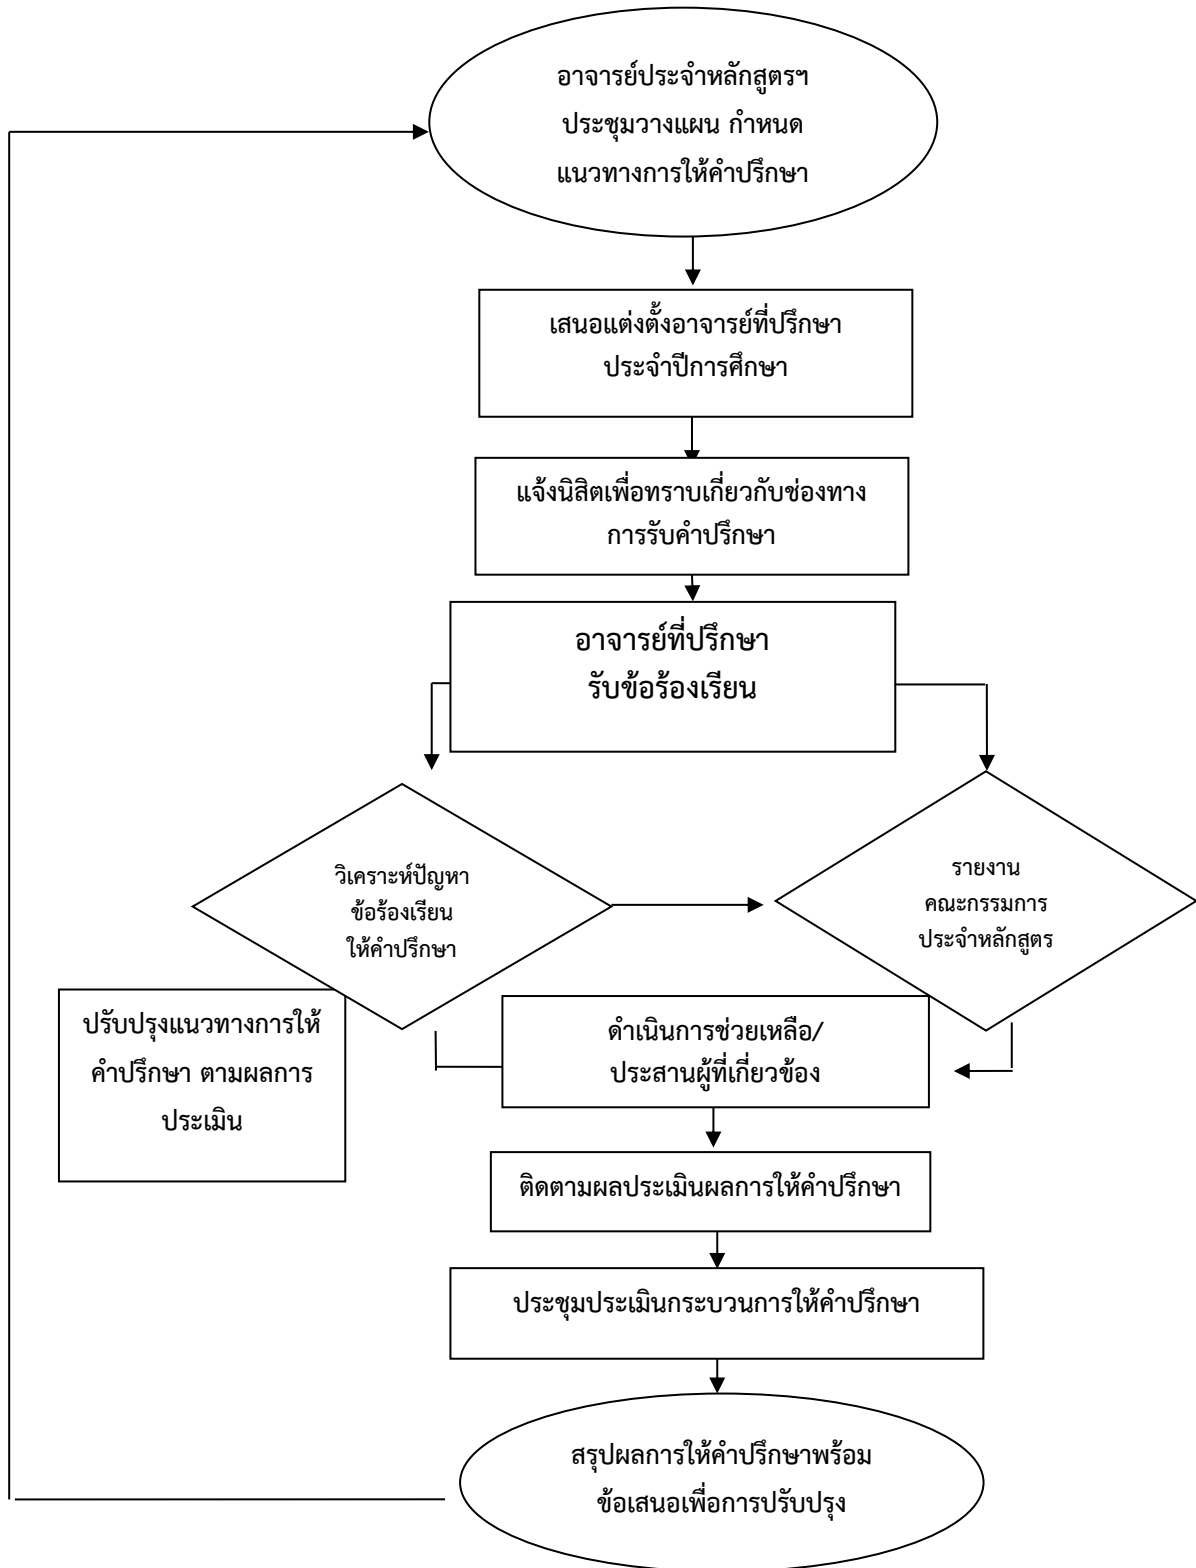 อาจารย์ประจำหลักสูตรฯ
ประชุมวางแผน กำหนด
แนวทางการให้คำปรึกษา
เสนอแต่งตั้งอาจารย์ที่ปรึกษา
ประจำปีการศึกษา
แจ้งนิสิตเพื่อทราบเกี่ยวกับช่องทาง
การรับคำปรึกษา
อาจารย์ที่ปรึกษา
รับข้อร้องเรียน
วิเคราะห์ปัญหา
ข้อร้องเรียน
ให้คำปรึกษา
รายงาน
คณะกรรมการ
ประจำหลักสูตร
ปรับปรุงแนวทางการให้
คำปรึกษา ตามผลการ
ประเมิน
ดำเนินการช่วยเหลือ/
ประสานผู้ที่เกี่ยวข้อง
ติดตามผลประเมินผลการให้คำปรึกษา
ประชุมประเมินกระบวนการให้คำปรึกษา
สรุปผลการให้คำปรึกษาพร้อม
ข้อเสนอเพื่อการปรับปรุง